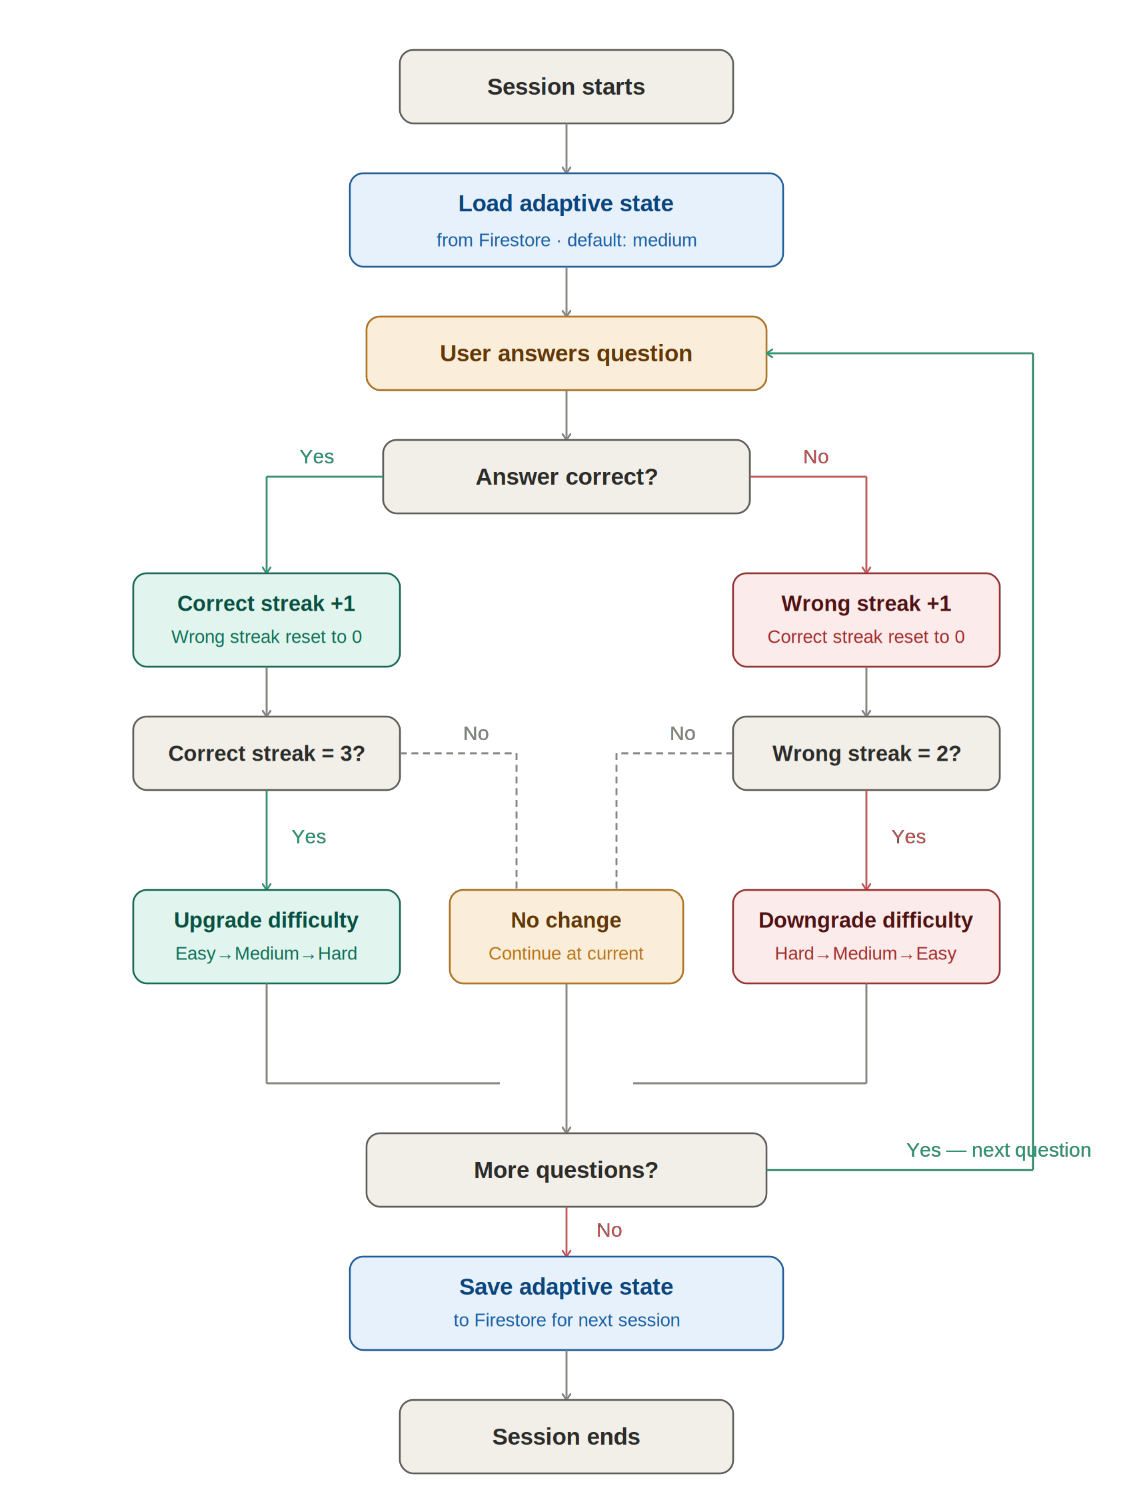 Session starts
Load adaptive state
from Firestore · default: medium
User answers question
Yes
No
Answer correct?
Correct streak +1
Wrong streak reset to 0
Wrong streak +1
Correct streak reset to 0
No
No
Correct streak = 3?
Wrong streak = 2?
Yes
Yes
Upgrade difficulty
Easy→Medium→Hard
No change
Continue at current
Downgrade difficulty
Hard→Medium→Easy
Yes — next question
More questions?
No
Save adaptive state
to Firestore for next session
Session ends